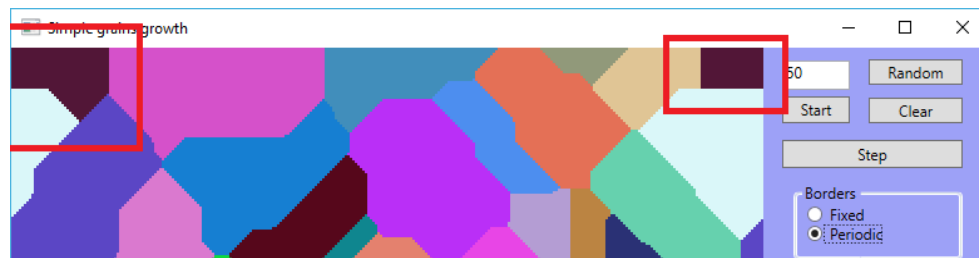 Simple grains growth
50
Random
Start
Clear
Step
Borders
Fixed
Periodic